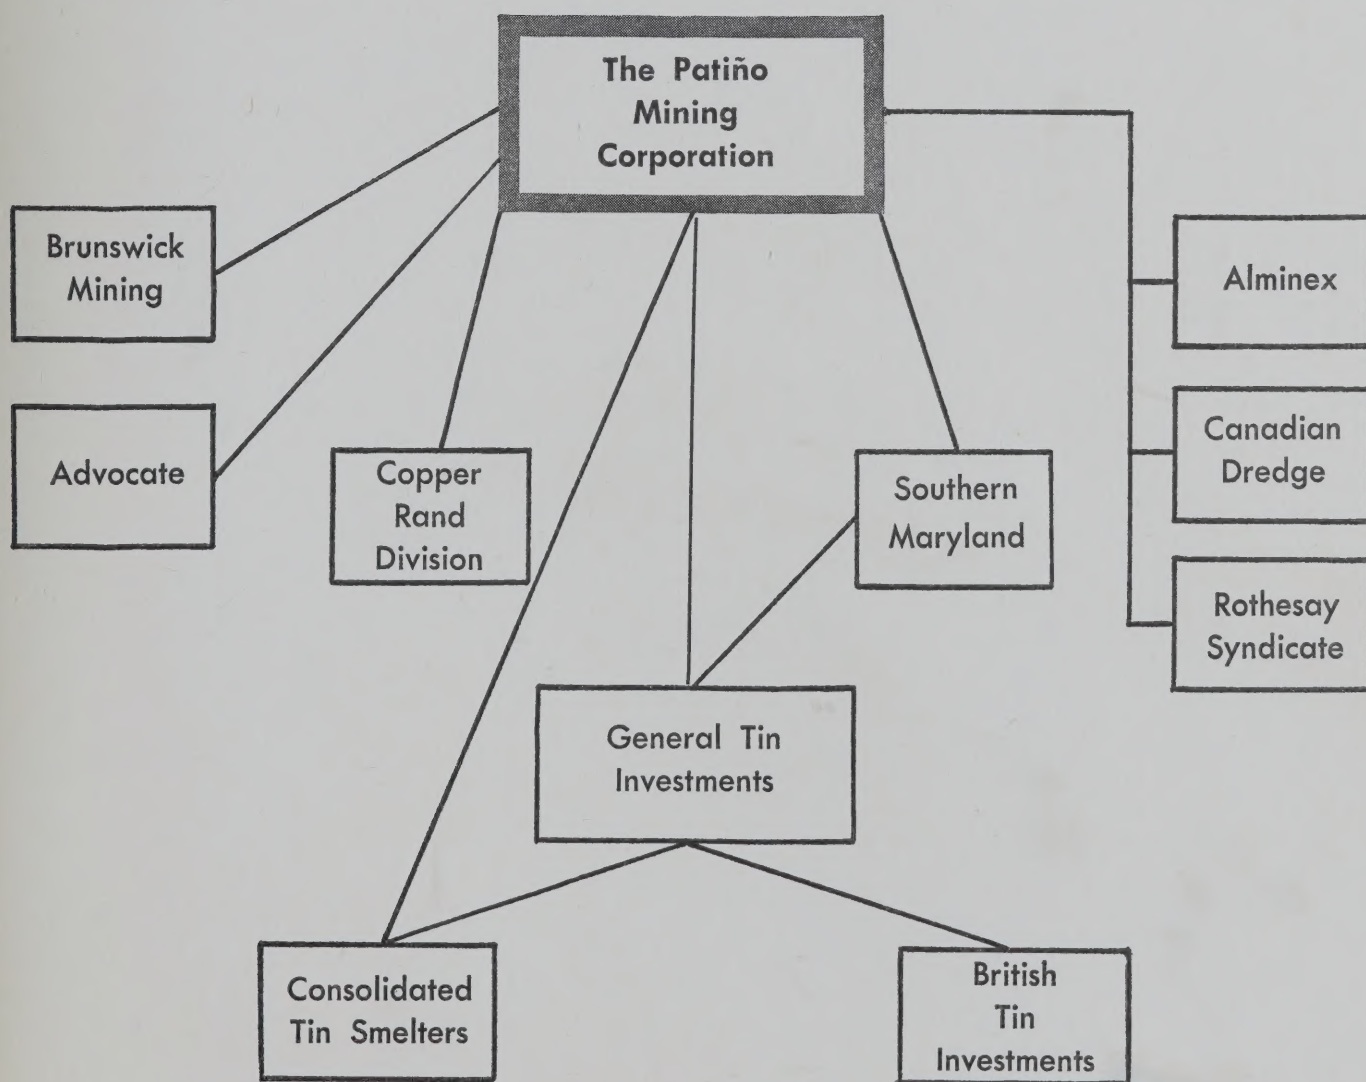 The Patiño
Mining
Corporation
Brunswick
Mining
Alminex
Advocate
Copper
Rand
Division
Southern
Maryland
Canadian
Dredge
Rothesay
Syndicate
General Tin
Investments
Consolidated
Tin Smelters
British
Tin
Investments